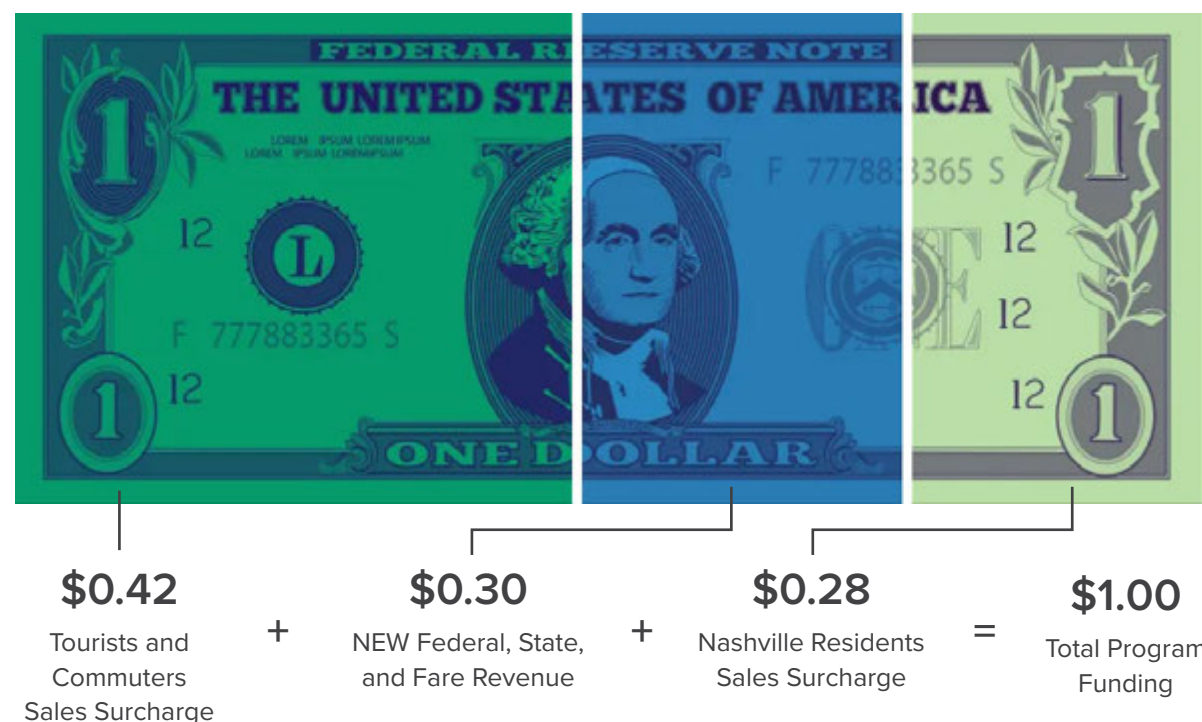 FEDERAL RESERVE NOTE
THE UNITED STATES OF AMERICA
LOREM IPSUM LOREMIPSUM
LOREM IPSUM LOREMIPSUM
1
1
F 777883365 S
12
12
L
12
F 777883365 S
12
12
1
1
ONE DOLLAR
$0.42
Tourists and
Commuters
Sales Surcharge
+
$0.30
NEW Federal, State,
and Fare Revenue
+
$0.28
Nashville Residents
Sales Surcharge
=
$1.00
Total Program
Funding